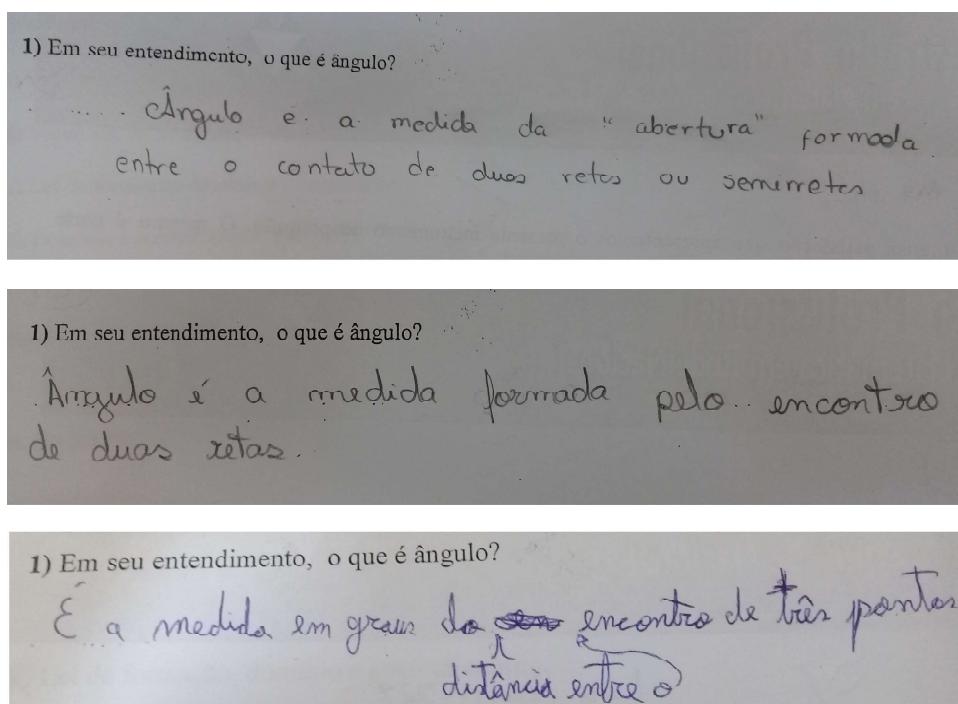 1) Em seu entendimento, o que é ângulo?
Ângulo e a medida da "abertura" formada
entre o contato de duas retas ou semirretas
1) Em seu entendimento, o que é ângulo?
Ângulo é a medida formada pelo encontro
de duas retas.
1) Em seu entendimento, o que é ângulo?
É a medida em graus da encontro de três pontos
distância entre o